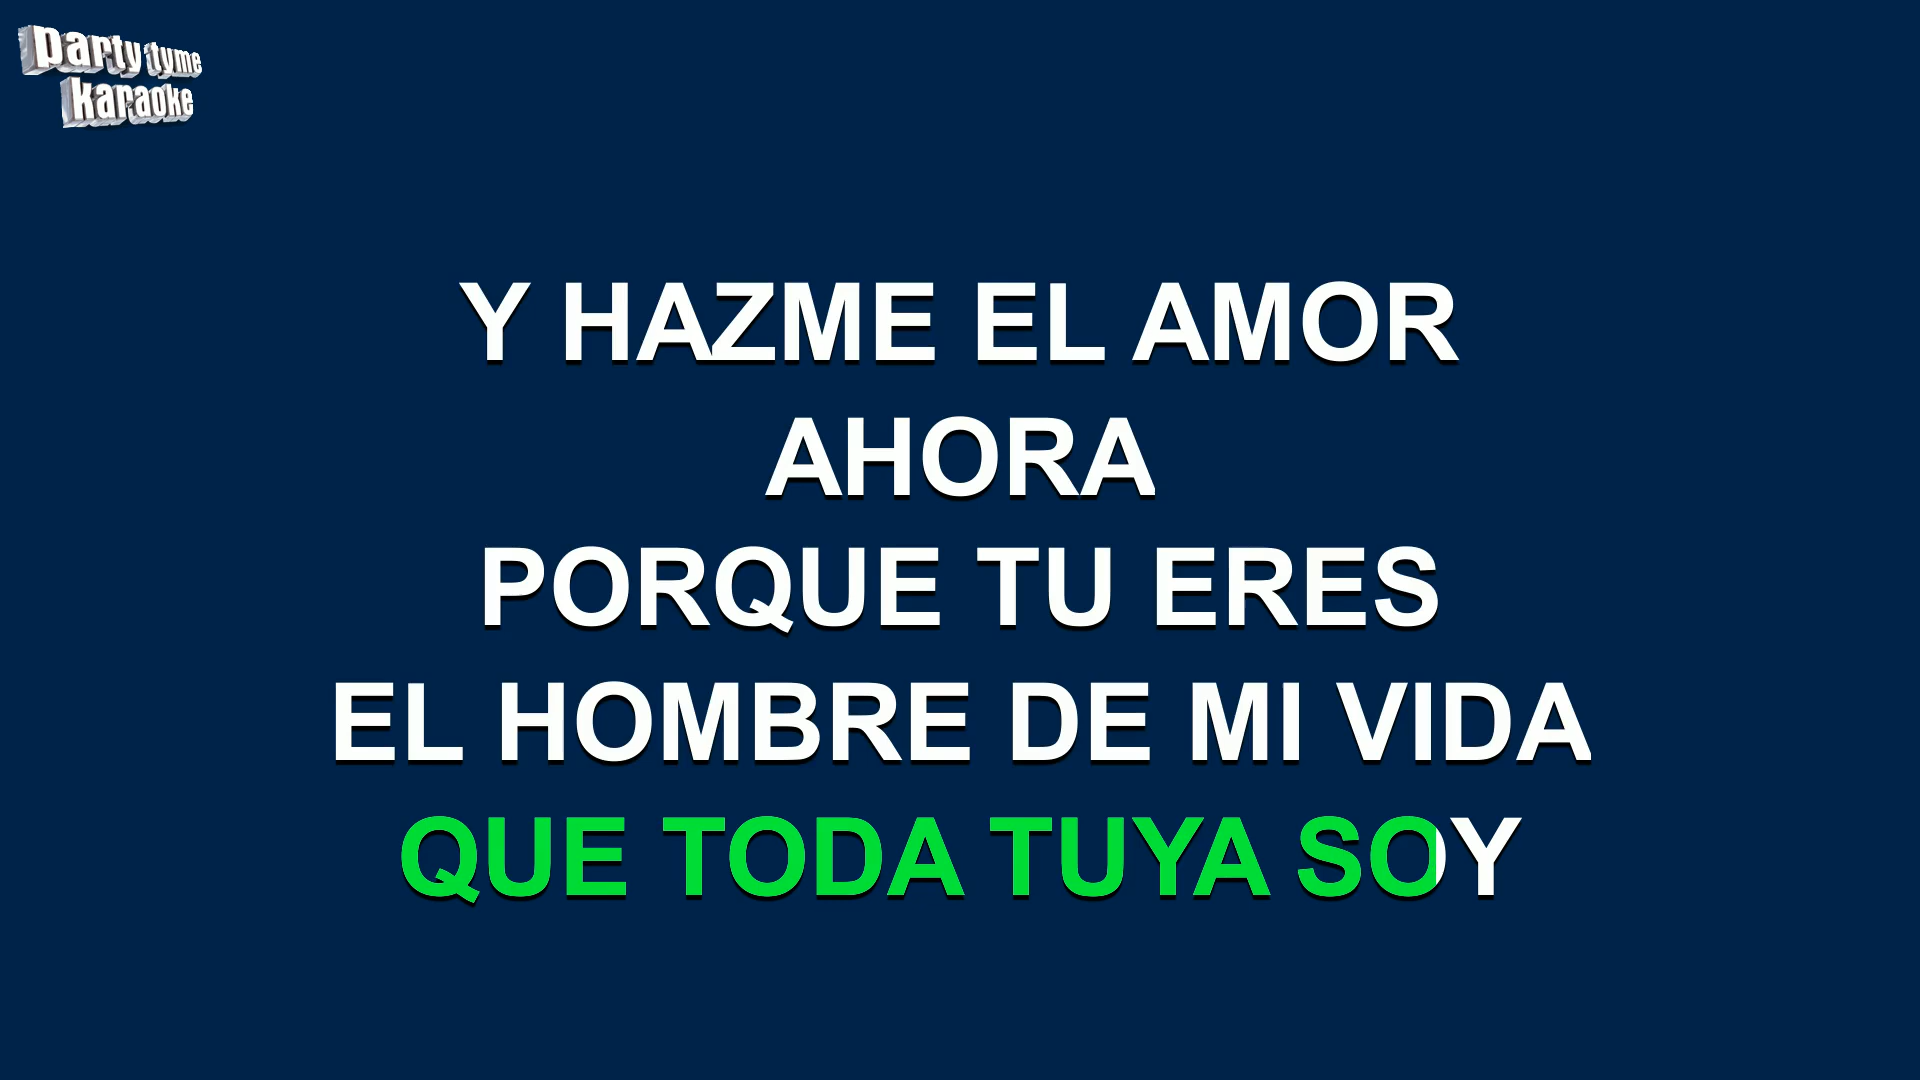 party tyme
karaoke
Y HAZME EL AMOR
AHORA
PORQUE TU ERES
EL HOMBRE DE MI VIDA
QUE TODA TUYA SOY